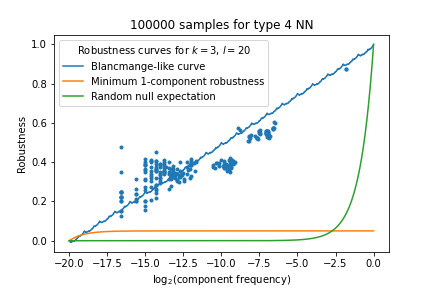 100000 samples for type 4 NN
Robustness curves for k = 3, l = 20
Blancmange-like curve
Minimum 1-component robustness
Random null expectation
Robustness
1.0
0.8
0.6
0.4
0.2
0.0
−20.0 −17.5 −15.0 −12.5 −10.0 −7.5 −5.0 −2.5 0.0
log₂(component frequency)